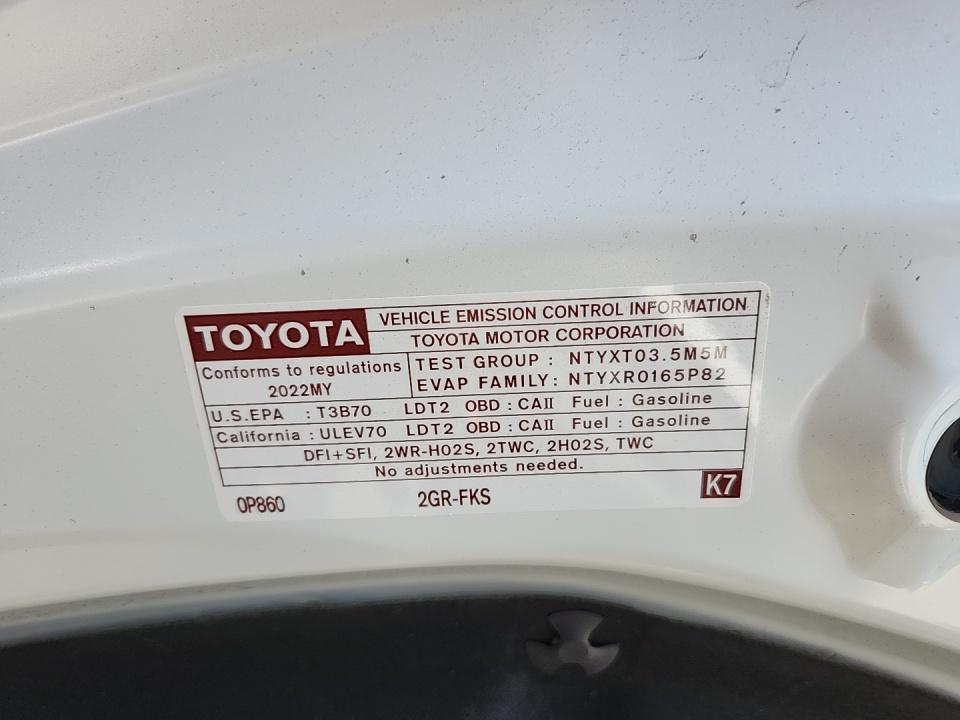 TOYOTA
VEHICLE EMISSION CONTROL INFORMATION
TOYOTA MOTOR CORPORATION
Conforms to regulations
2022MY
TEST GROUP : NTYXT03.5M5M
EVAP FAMILY: NTYXR0165P82
U.S.EPA : T3B70 LDT2 OBD : CAII Fuel : Gasoline
California : ULEV70 LDT2 OBD : CAII Fuel : Gasoline
DFI+SFI, 2WR-HO2S, 2TWC, 2HO2S, TWC
No adjustments needed.
0P860 2GR-FKS K7